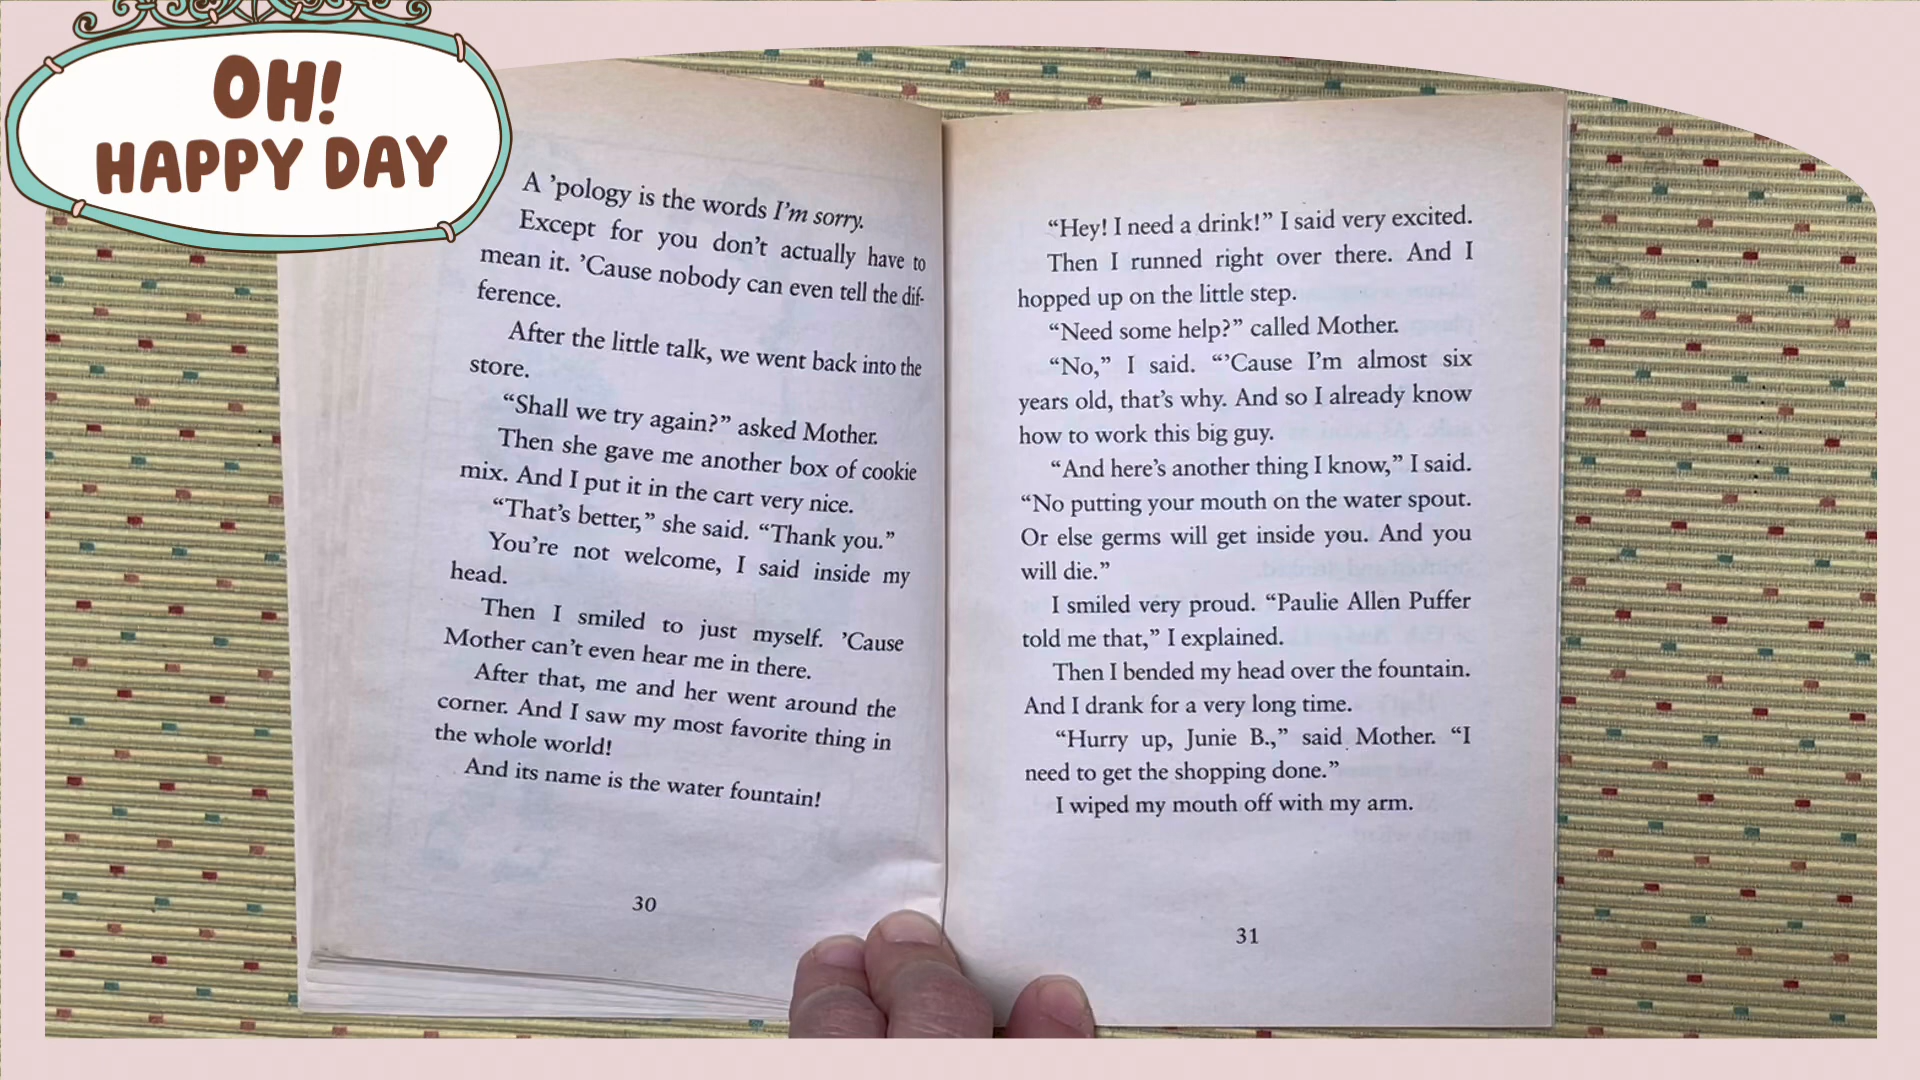 OH!
HAPPY DAY
A ’pology is the words I’m sorry.
Except for you don’t actually have to
mean it. ’Cause nobody can even tell the dif-
ference.
After the little talk, we went back into the
store.
“Shall we try again?” asked Mother.
Then she gave me another box of cookie
mix. And I put it in the cart very nice.
“That’s better,” she said. “Thank you.”
You’re not welcome, I said inside my
head.
Then I smiled to just myself. ’Cause
Mother can’t even hear me in there.
After that, me and her went around the
corner. And I saw my most favorite thing in
the whole world!
And its name is the water fountain!
30
“Hey! I need a drink!” I said very excited.
Then I runned right over there. And I
hopped up on the little step.
“Need some help?” called Mother.
“No,” I said. “’Cause I’m almost six
years old, that’s why. And so I already know
how to work this big guy.
“And here’s another thing I know,” I said.
“No putting your mouth on the water spout.
Or else germs will get inside you. And you
will die.”
I smiled very proud. “Paulie Allen Puffer
told me that,” I explained.
Then I bended my head over the fountain.
And I drank for a very long time.
“Hurry up, Junie B.,” said Mother. “I
need to get the shopping done.”
I wiped my mouth off with my arm.
31